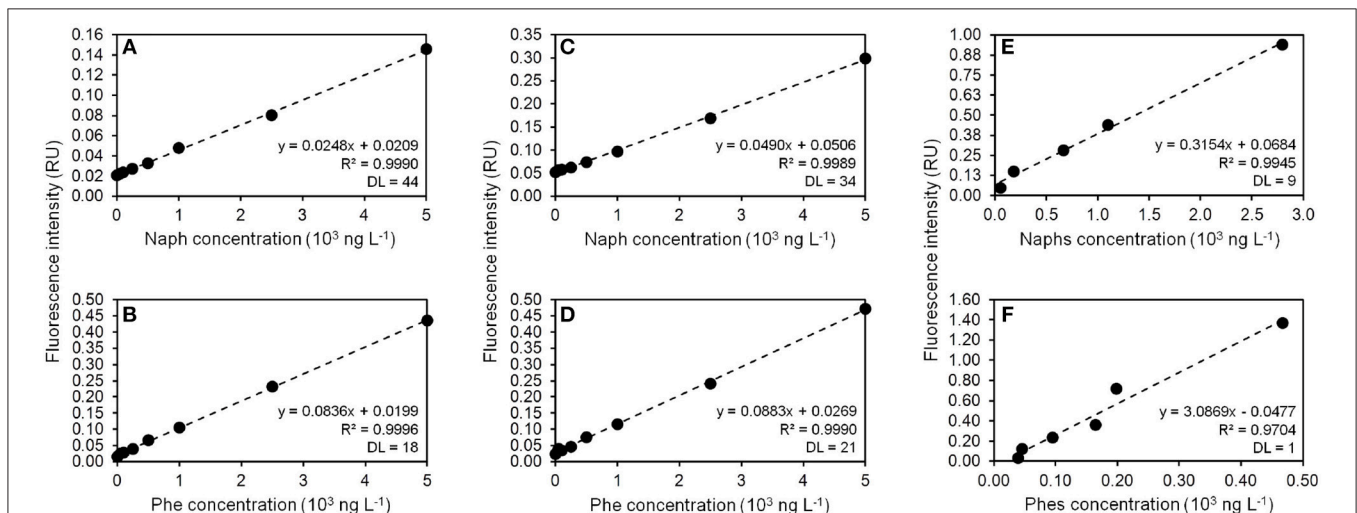 A
Fluorescence intensity (RU)
0.16
0.14
0.12
0.10
0.08
0.06
0.04
0.02
0.00
y = 0.0248x + 0.0209
R² = 0.9990
DL = 44
0 1 2 3 4 5
Naph concentration (10³ ng L⁻¹)
C
Fluorescence intensity (RU)
0.35
0.30
0.25
0.20
0.15
0.10
0.05
0.00
y = 0.0490x + 0.0506
R² = 0.9989
DL = 34
0 1 2 3 4 5
Naph concentration (10³ ng L⁻¹)
E
Fluorescence intensity (RU)
1.00
0.88
0.75
0.63
0.50
0.38
0.25
0.13
0.00
y = 0.3154x + 0.0684
R² = 0.9945
DL = 9
0.0 0.5 1.0 1.5 2.0 2.5 3.0
Naphs concentration (10³ ng L⁻¹)
B
0.50
0.45
0.40
0.35
0.30
0.25
0.20
0.15
0.10
0.05
0.00
y = 0.0836x + 0.0199
R² = 0.9996
DL = 18
0 1 2 3 4 5
Phe concentration (10³ ng L⁻¹)
D
0.50
0.45
0.40
0.35
0.30
0.25
0.20
0.15
0.10
0.05
0.00
y = 0.0883x + 0.0269
R² = 0.9990
DL = 21
0 1 2 3 4 5
Phe concentration (10³ ng L⁻¹)
F
1.60
1.40
1.20
1.00
0.80
0.60
0.40
0.20
0.00
y = 3.0869x - 0.0477
R² = 0.9704
DL = 1
0.00 0.10 0.20 0.30 0.40 0.50
Phes concentration (10³ ng L⁻¹)